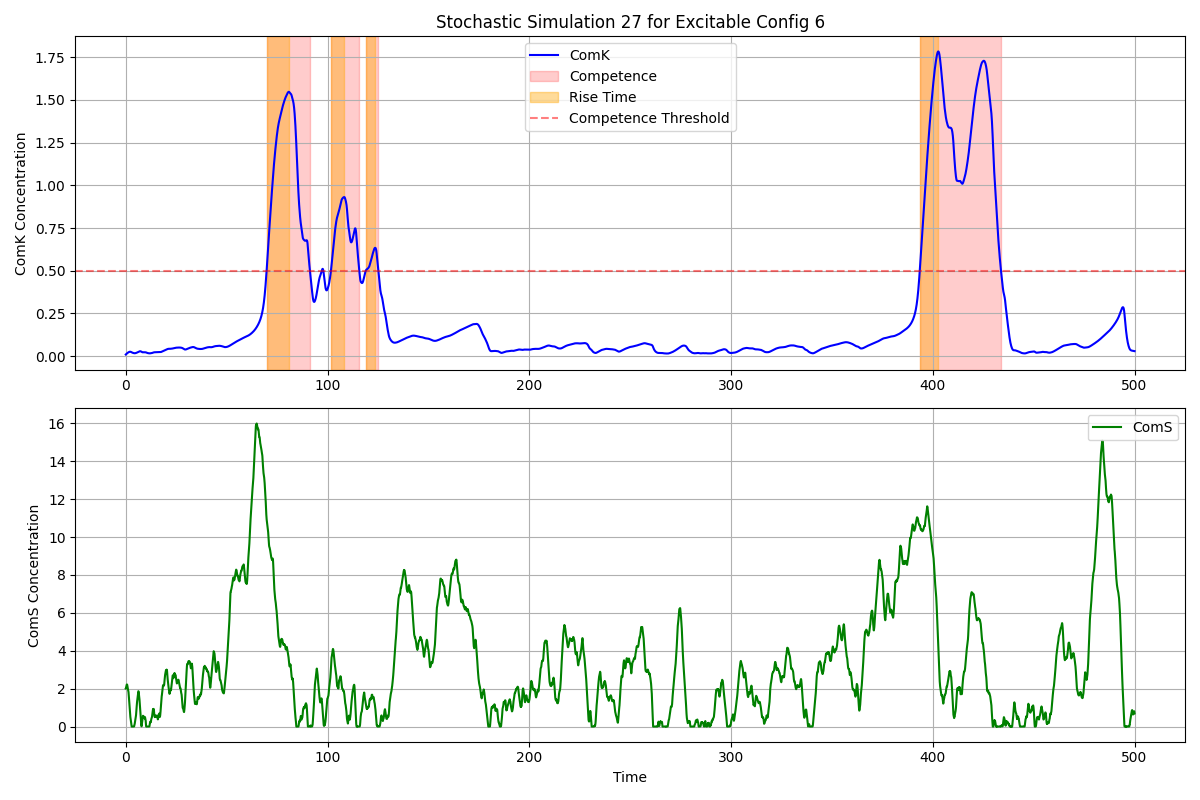 Stochastic Simulation 27 for Excitable Config 6
ComK Concentration
1.75
1.50
1.25
1.00
0.75
0.50
0.25
0.00
ComK
Competence
Rise Time
Competence Threshold
0 100 200 300 400 500
ComS Concentration
16
14
12
10
8
6
4
2
0
ComS
0 100 200 300 400 500
Time